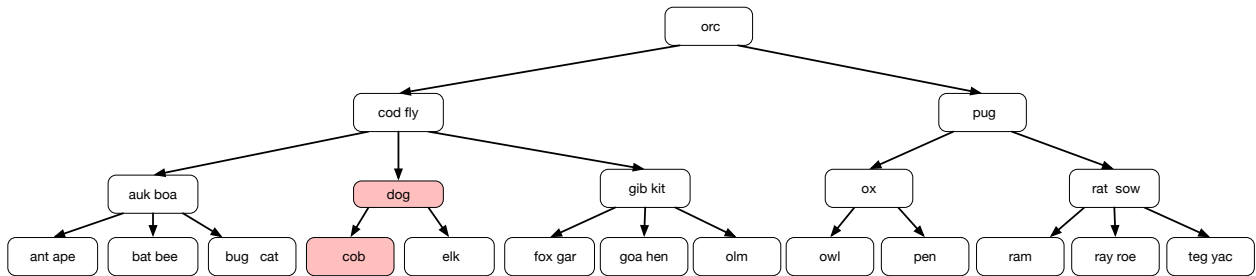 orc
cod fly
pug
auk boa
dog
gib kit
ox
rat sow
ant ape
bat bee
bug cat
cob
elk
fox gar
goa hen
olm
owl
pen
ram
ray roe
teg yac